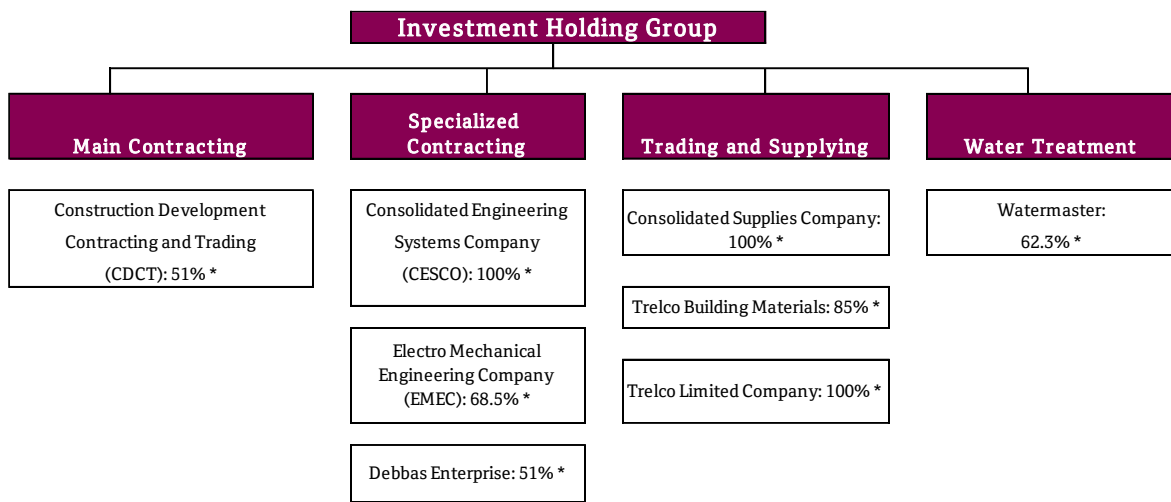 Investment Holding Group
Main Contracting
Construction Development
Contracting and Trading
(CDCT): 51% *
Specialized
Contracting
Consolidated Engineering
Systems Company
(CESCO): 100% *
Electro Mechanical
Engineering Company
(EMEC): 68.5% *
Debbas Enterprise: 51% *
Trading and Supplying
Consolidated Supplies Company:
100% *
Trelco Building Materials: 85% *
Trelco Limited Company: 100% *
Water Treatment
Watermaster:
62.3% *